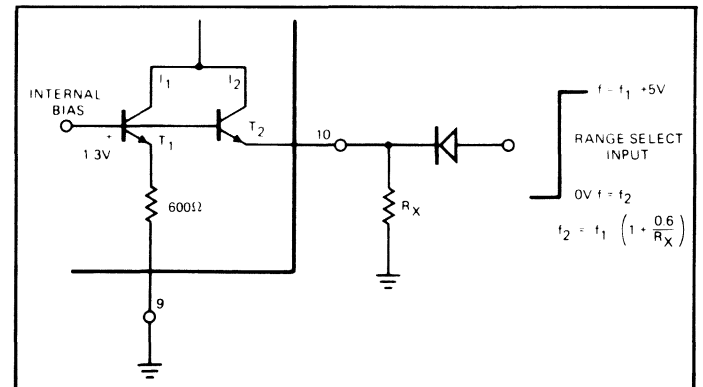 I1
I2
INTERNAL
BIAS
+
1 3V
T1
T2
600Ω
9
10
RX
f = f1 +5V
RANGE SELECT
INPUT
0V f = f2
f2 = f1 (1 + 0.6/RX)